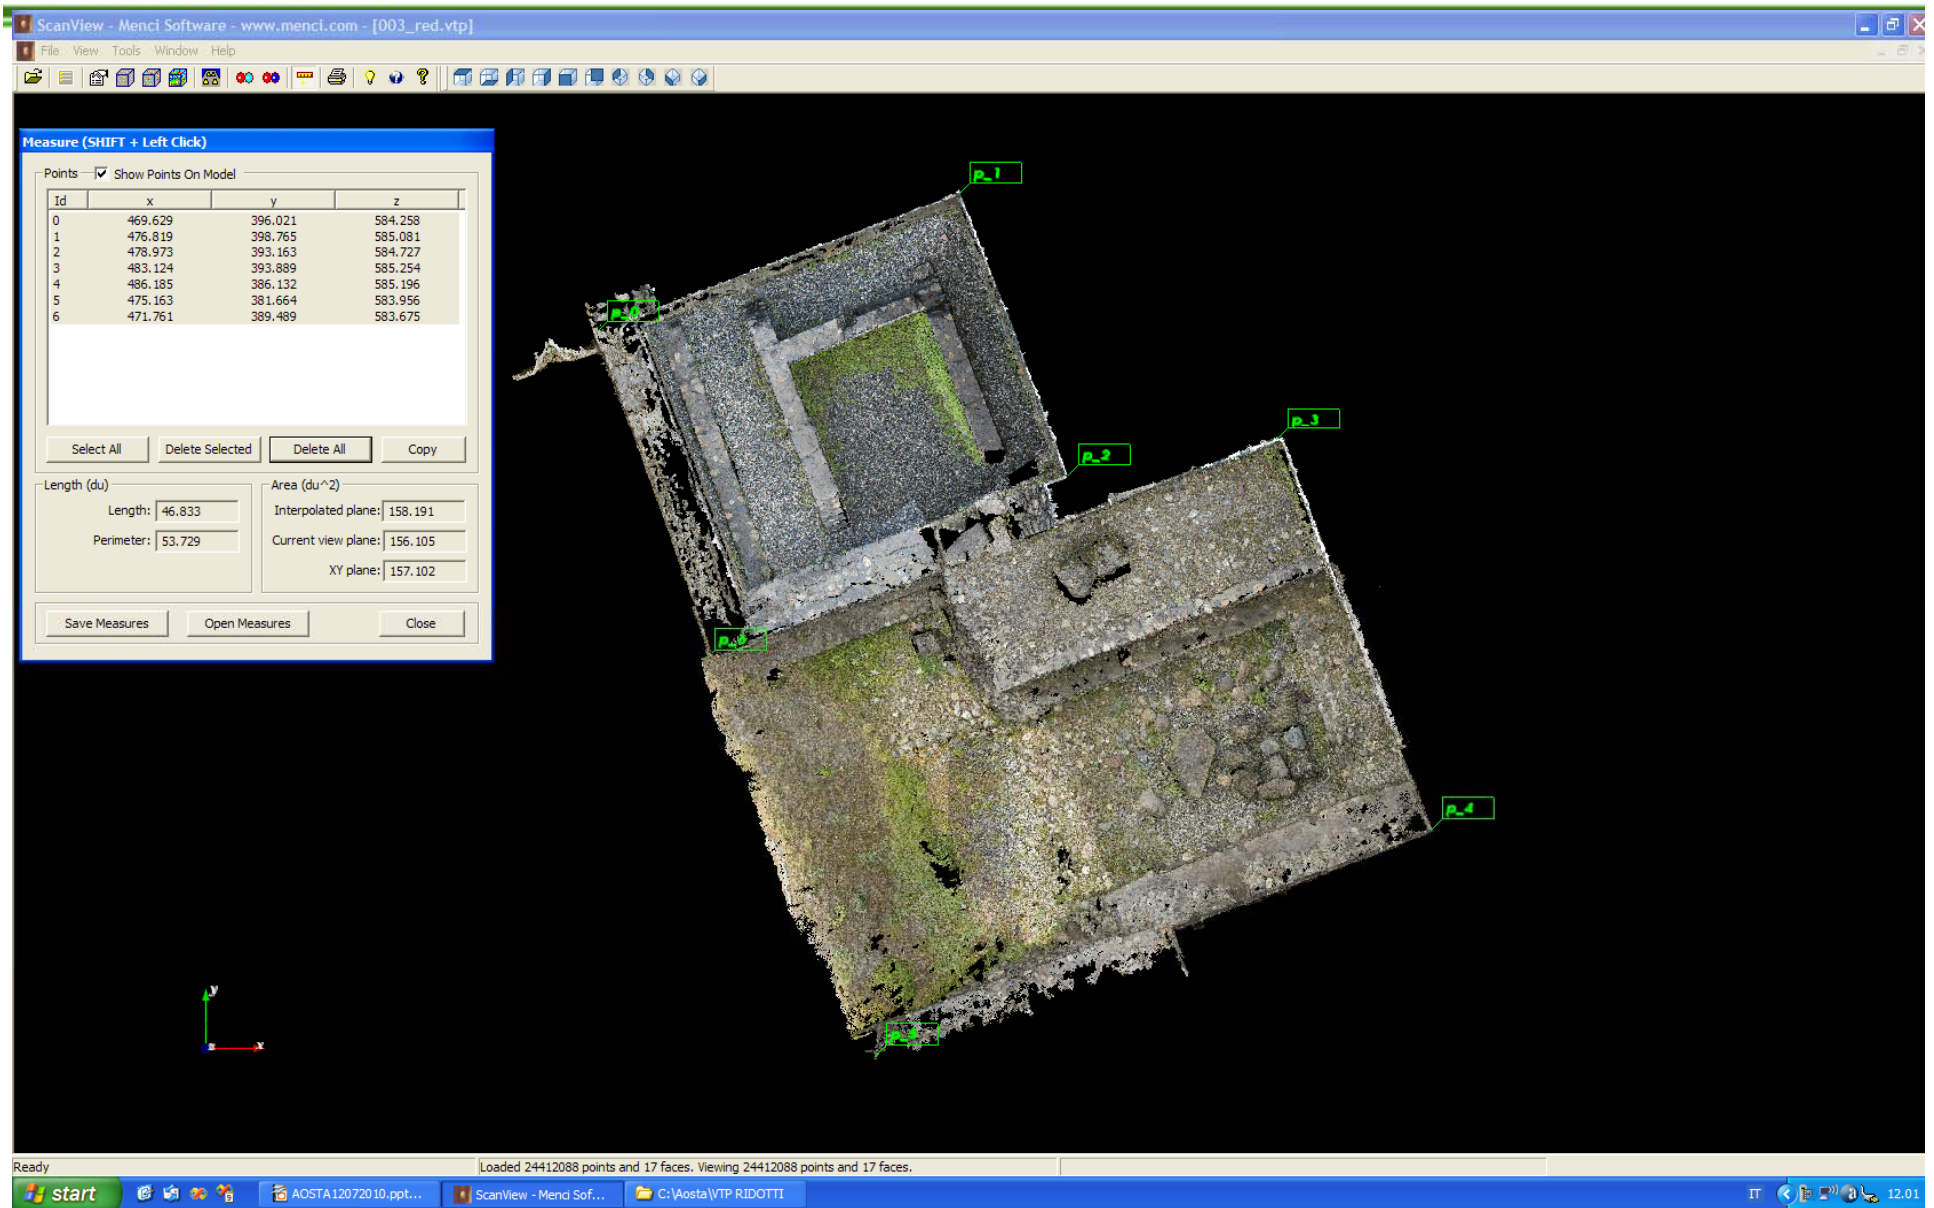 ScanView - Menci Software - www.menci.com - [003_red.vtp]
File View Tools Window Help
Measure (SHIFT + Left Click)
Points Show Points On Model
Id x y z
0 469.629 396.021 584.258
1 476.819 398.765 585.081
2 478.973 393.163 584.727
3 483.124 393.889 585.254
4 486.185 386.132 585.196
5 475.163 381.664 583.956
6 471.761 389.489 583.675
Select All Delete Selected Delete All Copy
Length (du) Area (du^2)
Length: 46.833 Interpolated plane: 158.191
Perimeter: 53.729 Current view plane: 156.105
XY plane: 157.102
Save Measures Open Measures Close
p_1
p_0
p_3
p_2
p_6
p_4
p_5
y
z x
Ready Loaded 24412088 points and 17 faces. Viewing 24412088 points and 17 faces.
start AOSTA12072010.ppt... ScanView - Menci Sof... C:\Aosta\VTP RIDOTTI IT 12.01